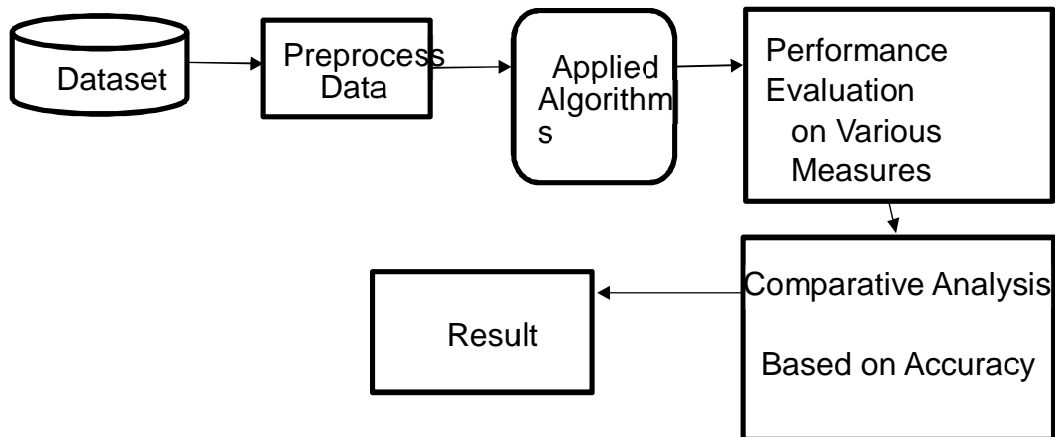 Dataset
Preprocess
Data
Applied
Algorithm
s
Performance
Evaluation
on Various
Measures
Comparative Analysis
Based on Accuracy
Result